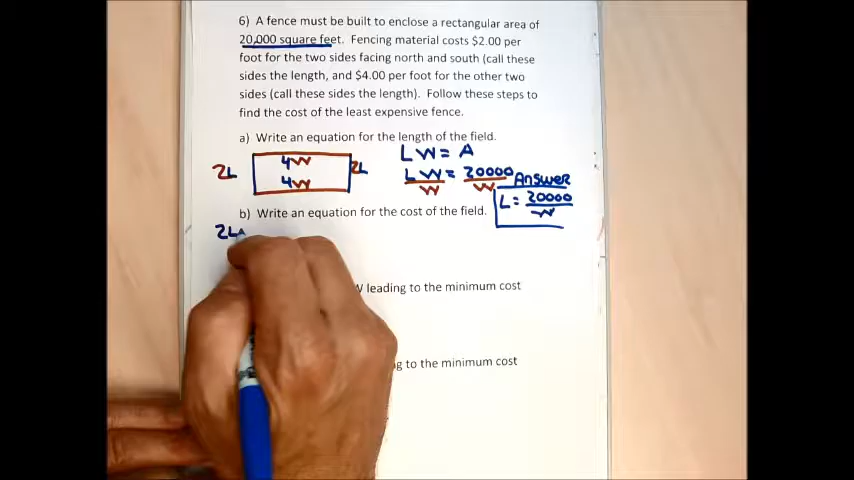 6) A fence must be built to enclose a rectangular area of
20,000 square feet. Fencing material costs $2.00 per
foot for the two sides facing north and south (call these
sides the length, and $4.00 per foot for the other two
sides (call these sides the length). Follow these steps to
find the cost of the least expensive fence.
a) Write an equation for the length of the field.
2L 4W 2L
4W
LW = A
LW = 20000
W W
Answer
L = 20000
W
b) Write an equation for the cost of the field.
2L
W leading to the minimum cost
to the minimum cost